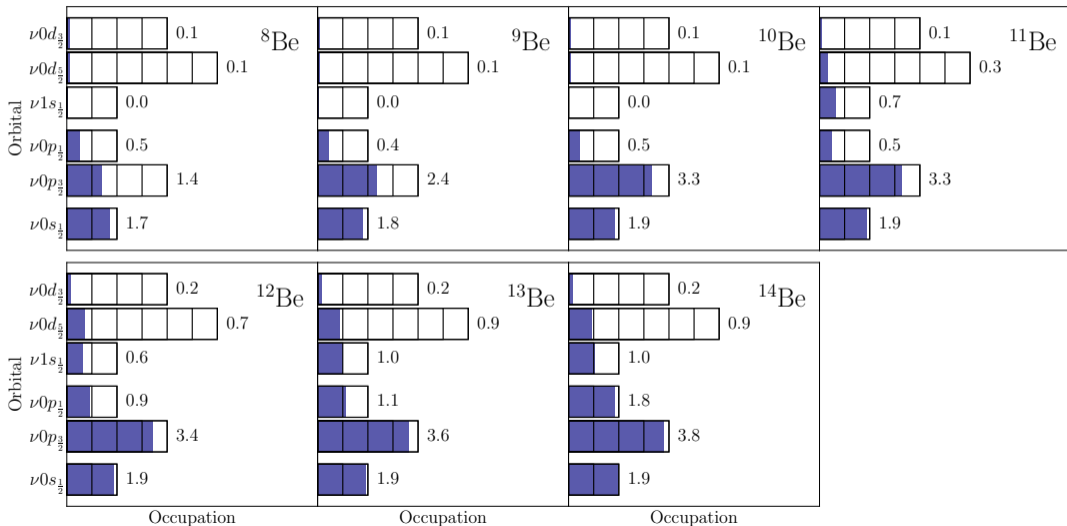 Orbital
ν0d3/2 0.1 0.1 0.1 0.1
⁸Be ⁹Be ¹⁰Be ¹¹Be
ν0d5/2 0.1 0.1 0.1 0.3
ν1s1/2 0.0 0.0 0.0 0.7
ν0p1/2 0.5 0.4 0.5 0.5
ν0p3/2 1.4 2.4 3.3 3.3
ν0s1/2 1.7 1.8 1.9 1.9
Orbital
ν0d3/2 0.2 0.2 0.2
¹²Be ¹³Be ¹⁴Be
ν0d5/2 0.7 0.9 0.9
ν1s1/2 0.6 1.0 1.0
ν0p1/2 0.9 1.1 1.8
ν0p3/2 3.4 3.6 3.8
ν0s1/2 1.9 1.9 1.9
Occupation Occupation Occupation